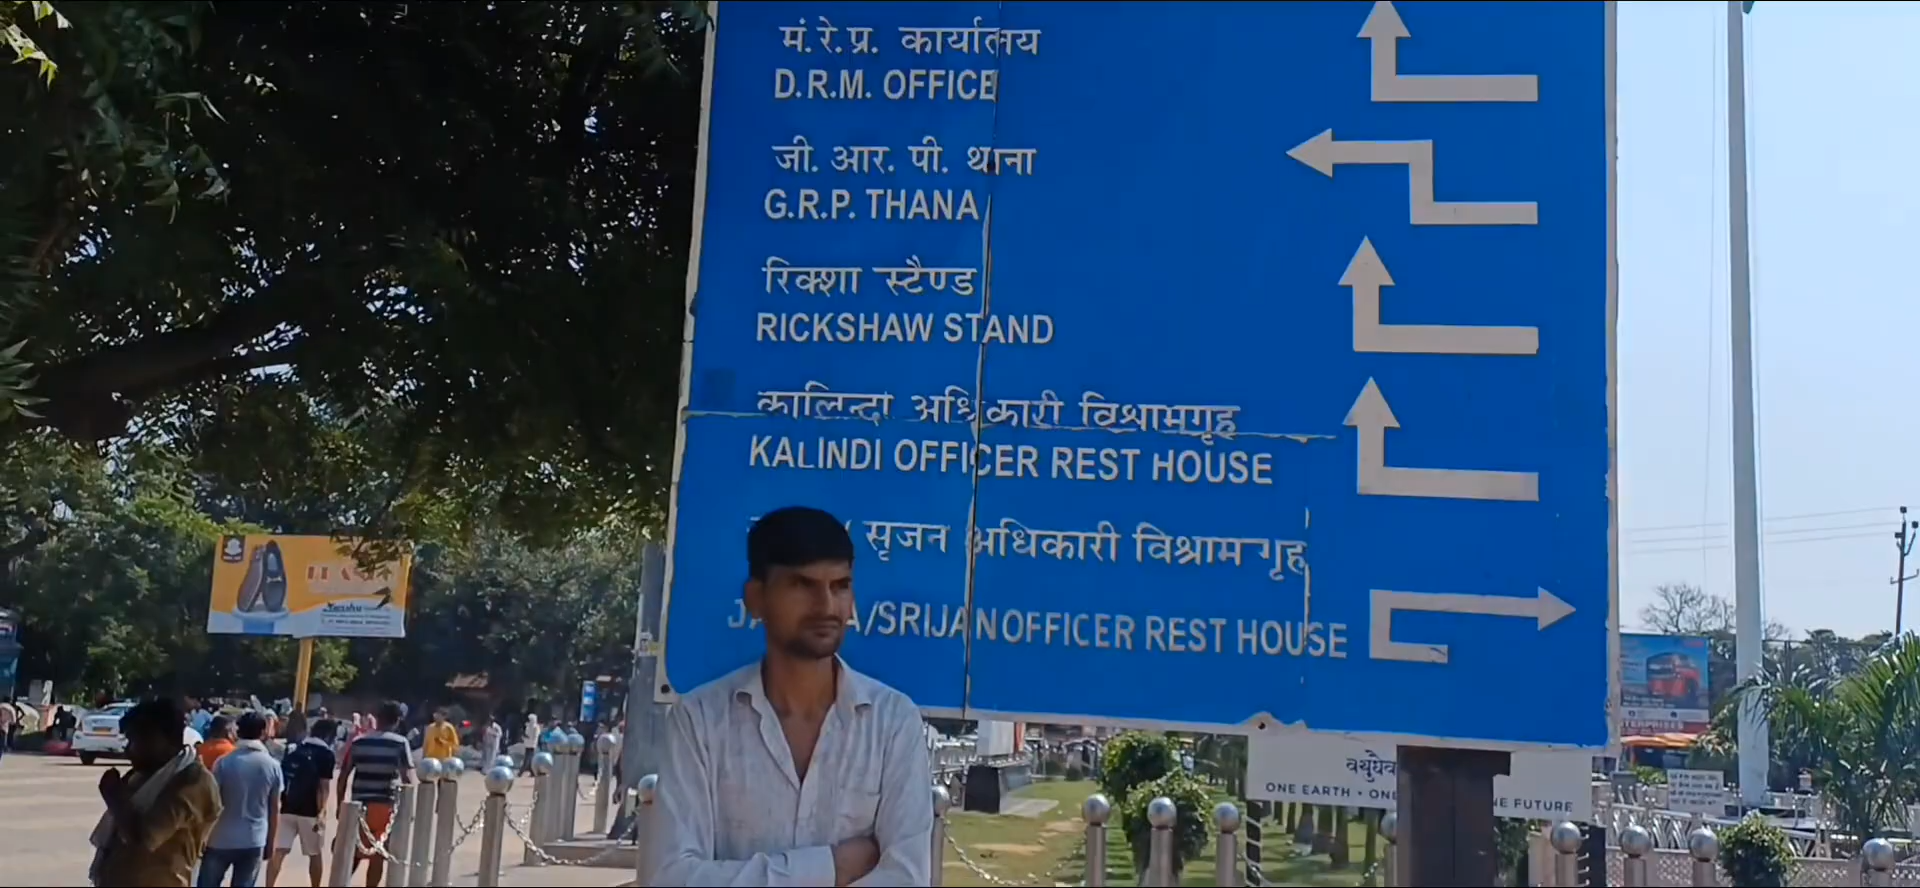 मं.रे.प्र. कार्यालय
D.R.M. OFFICE
जी. आर. पी. थाना
G.R.P. THANA
रिक्शा स्टैण्ड
RICKSHAW STAND
कालिन्दी अधिकारी विश्रामगृह
KALINDI OFFICER REST HOUSE
सृजन अधिकारी विश्राम गृह
/SRIJAN OFFICER REST HOUSE
ONE EARTH •
FUTURE